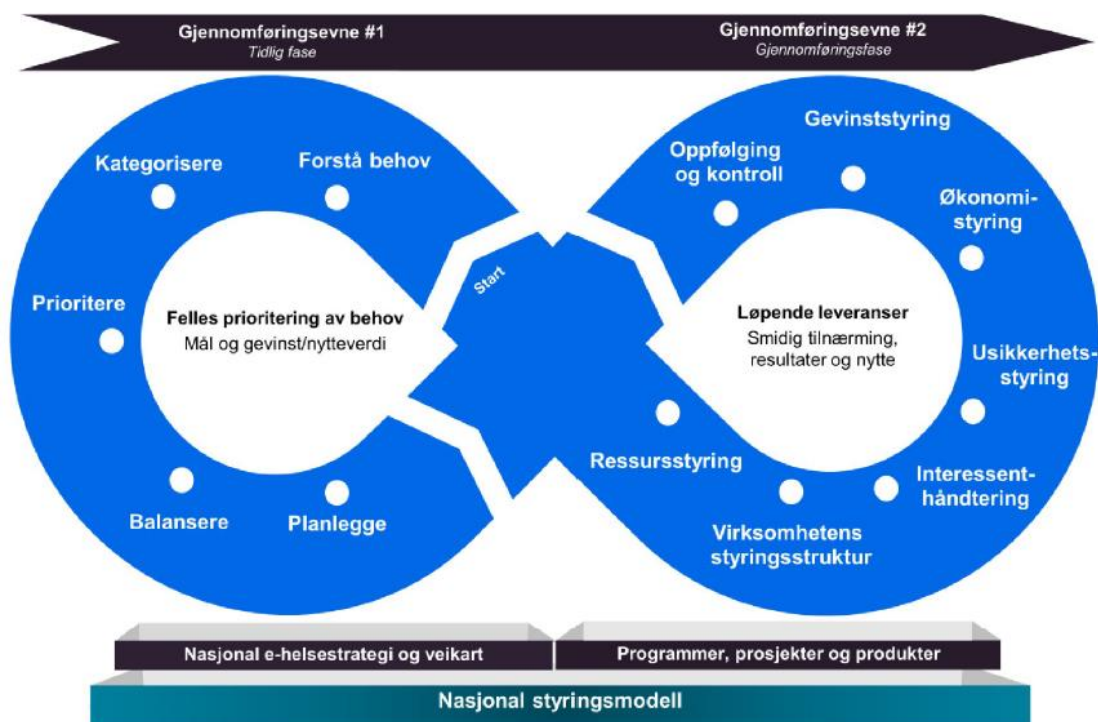 Gjennomføringsevne #1
Tidlig fase
Gjennomføringsevne #2
Gjennomføringsfase
Kategorisere
Forstå behov
Prioritere
Felles prioritering av behov
Mål og gevinst/nytteverdi
Balansere
Planlegge
Start
Gevinststyring
Oppfølging
og kontroll
Økonomi-
styring
Løpende leveranser
Smidig tilnærming,
resultater og nytte
Usikkerhets-
styring
Ressursstyring
Interessent-
håndtering
Virksomhetens
styringsstruktur
Nasjonal e-helsestrategi og veikart
Programmer, prosjekter og produkter
Nasjonal styringsmodell